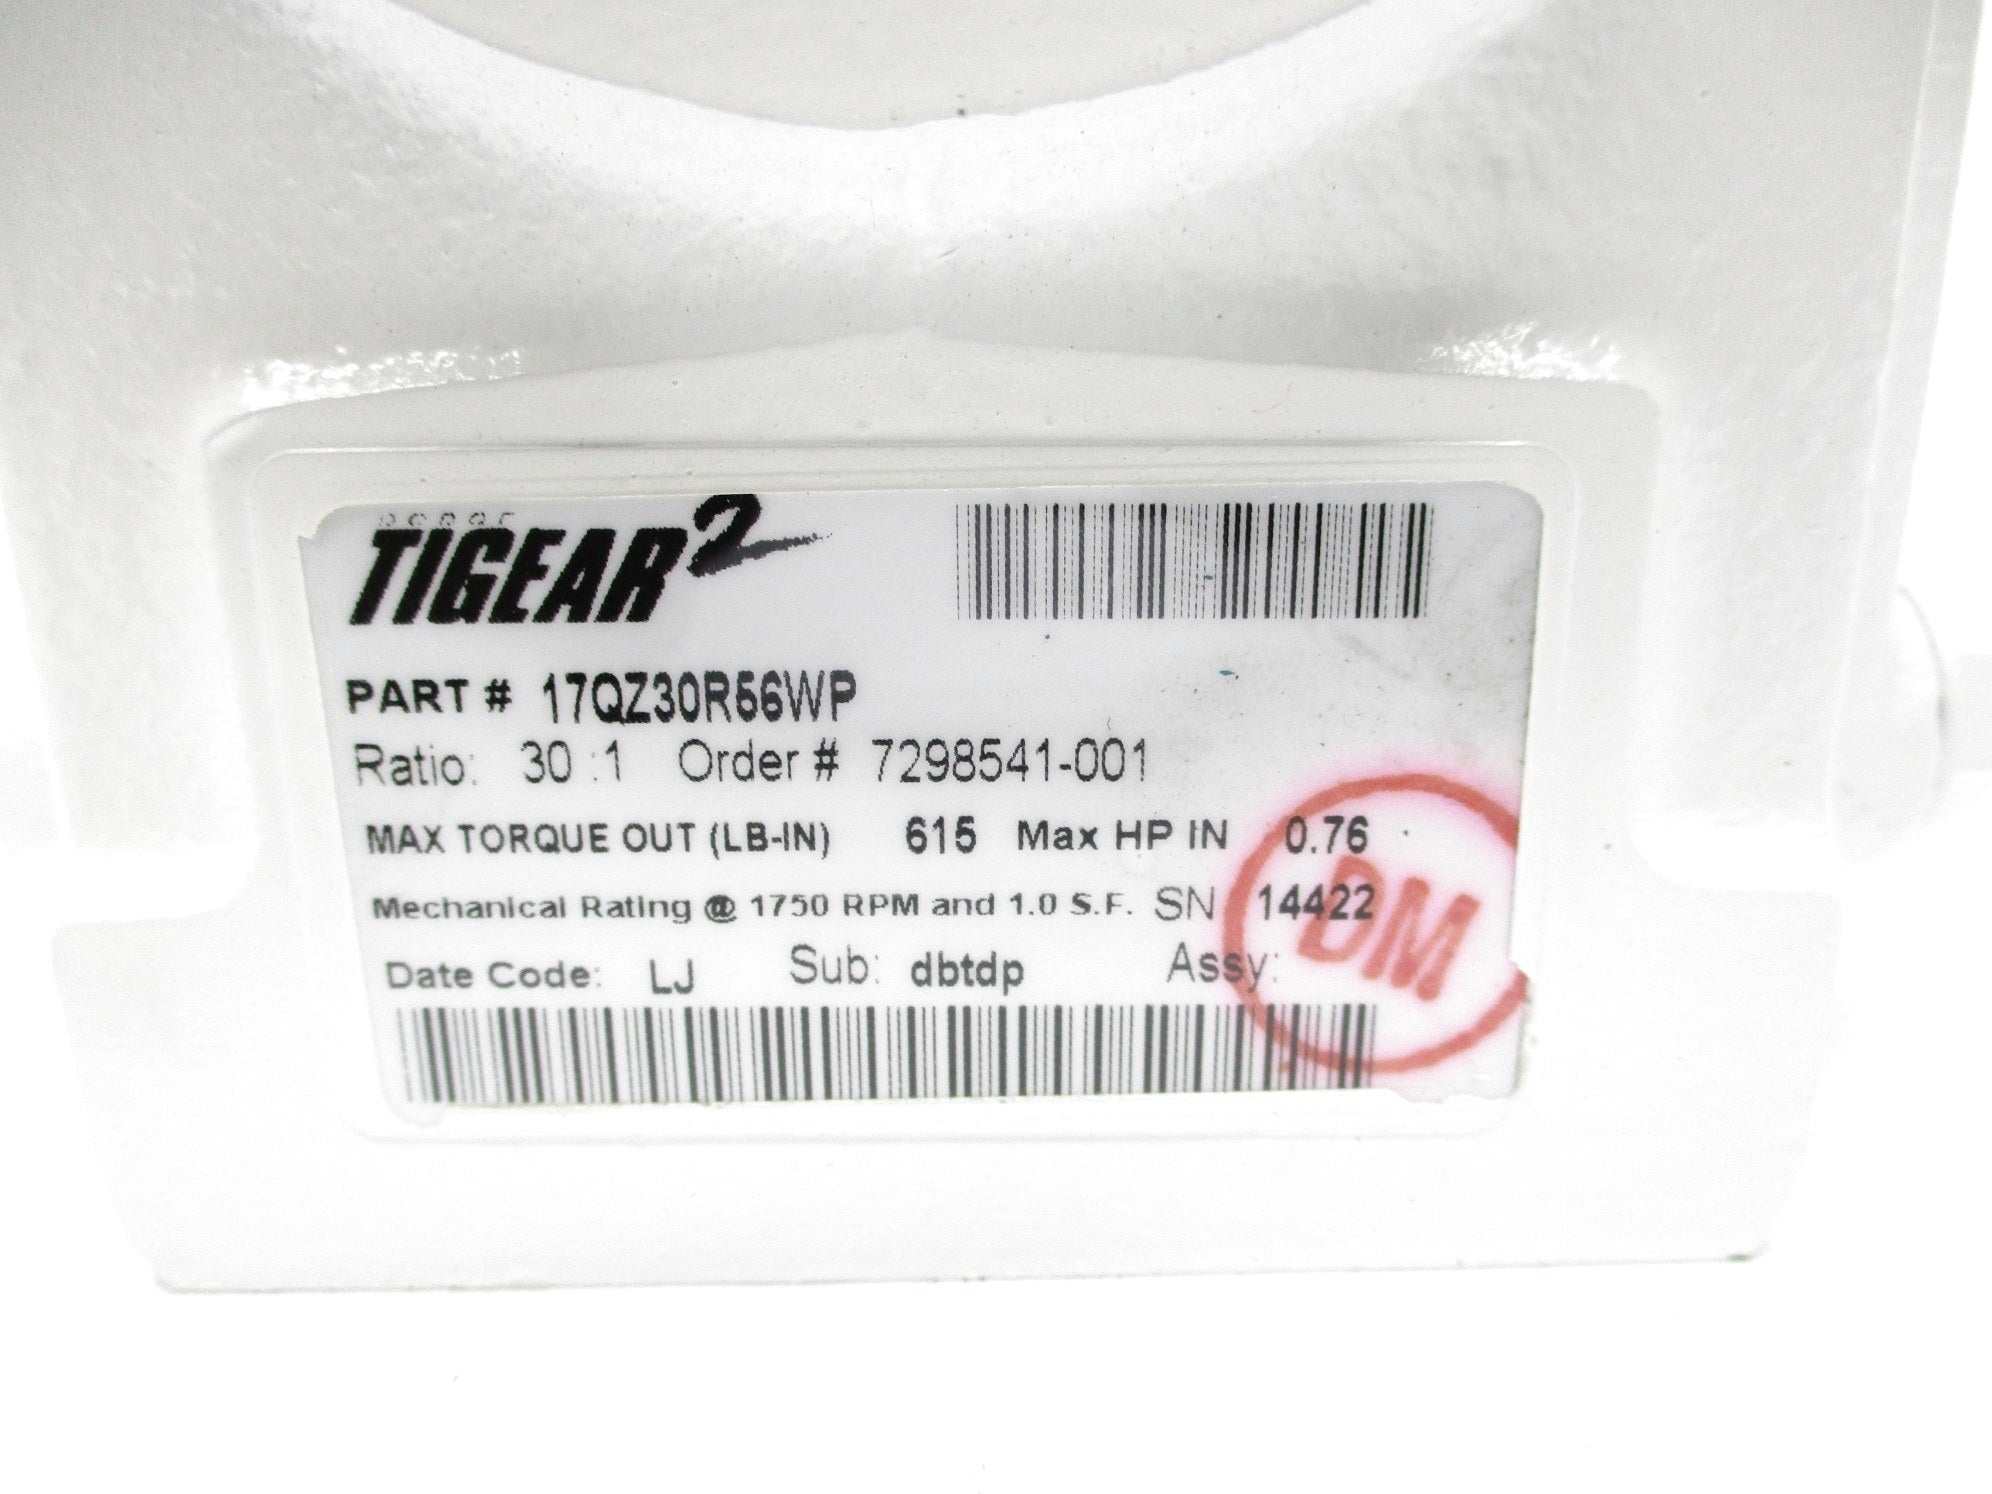 DODGE
TIGEAR2
PART # 17QZ30R56WP
Ratio: 30 :1 Order # 7298541-001
MAX TORQUE OUT (LB-IN) 615 Max HP IN 0.76
Mechanical Rating @ 1750 RPM and 1.0 S.F. SN 14422
Date Code: LJ Sub: dbtdp Assy:
DM